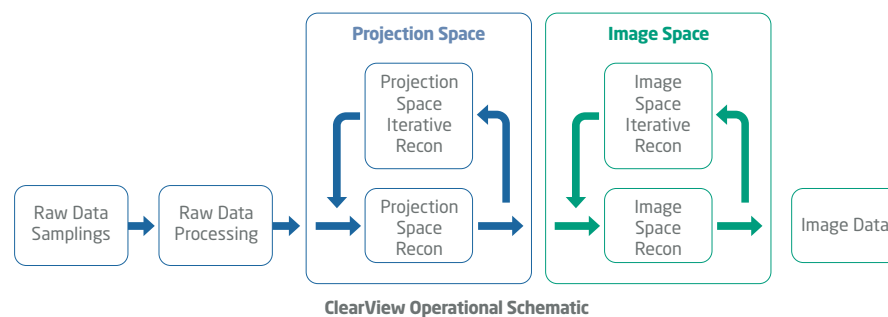 Projection Space
Image Space
Projection
Space
Iterative
Recon
Image
Space
Iterative
Recon
Raw Data
Samplings
Raw Data
Processing
Projection
Space
Recon
Image
Space
Recon
Image Data
ClearView Operational Schematic